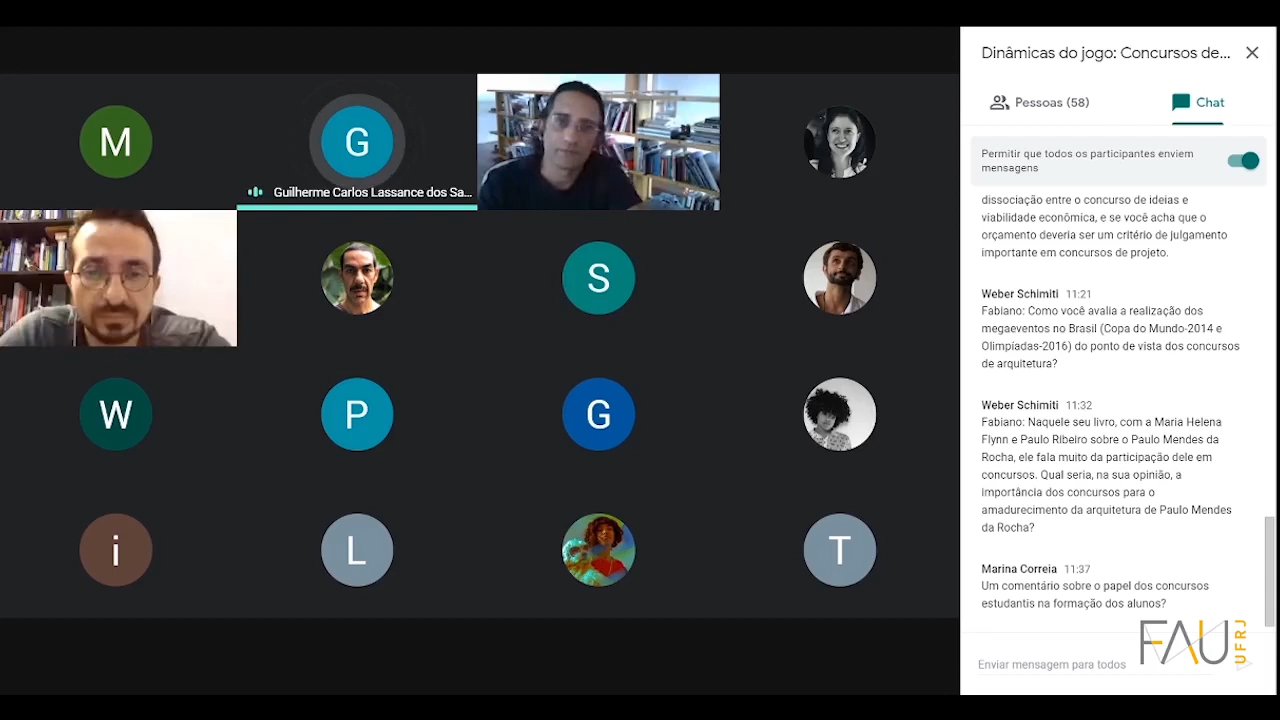 M
G
Guilherme Carlos Lassance dos Sa...
S
W
P
G
i
L
T
Dinâmicas do jogo: Concursos de...
Pessoas (58)
Chat
Permitir que todos os participantes enviem
mensagens
dissociação entre o concurso de ideias e
viabilidade econômica, e se você acha que o
orçamento deveria ser um critério de julgamento
importante em concursos de projeto.
Weber Schimiti 11:21
Fabiano: Como você avalia a realização dos
megaeventos no Brasil (Copa do Mundo-2014 e
Olimpíadas-2016) do ponto de vista dos concursos
de arquitetura?
Weber Schimiti 11:32
Fabiano: Naquele seu livro, com a Maria Helena
Flynn e Paulo Ribeiro sobre o Paulo Mendes da
Rocha, ele fala muito da participação dele em
concursos. Qual seria, na sua opinião, a
importância dos concursos para o
amadurecimento da arquitetura de Paulo Mendes
da Rocha?
Marina Correia 11:37
Um comentário sobre o papel dos concursos
estudantis na formação dos alunos?
Enviar mensagem para todos
FAU UFRJ